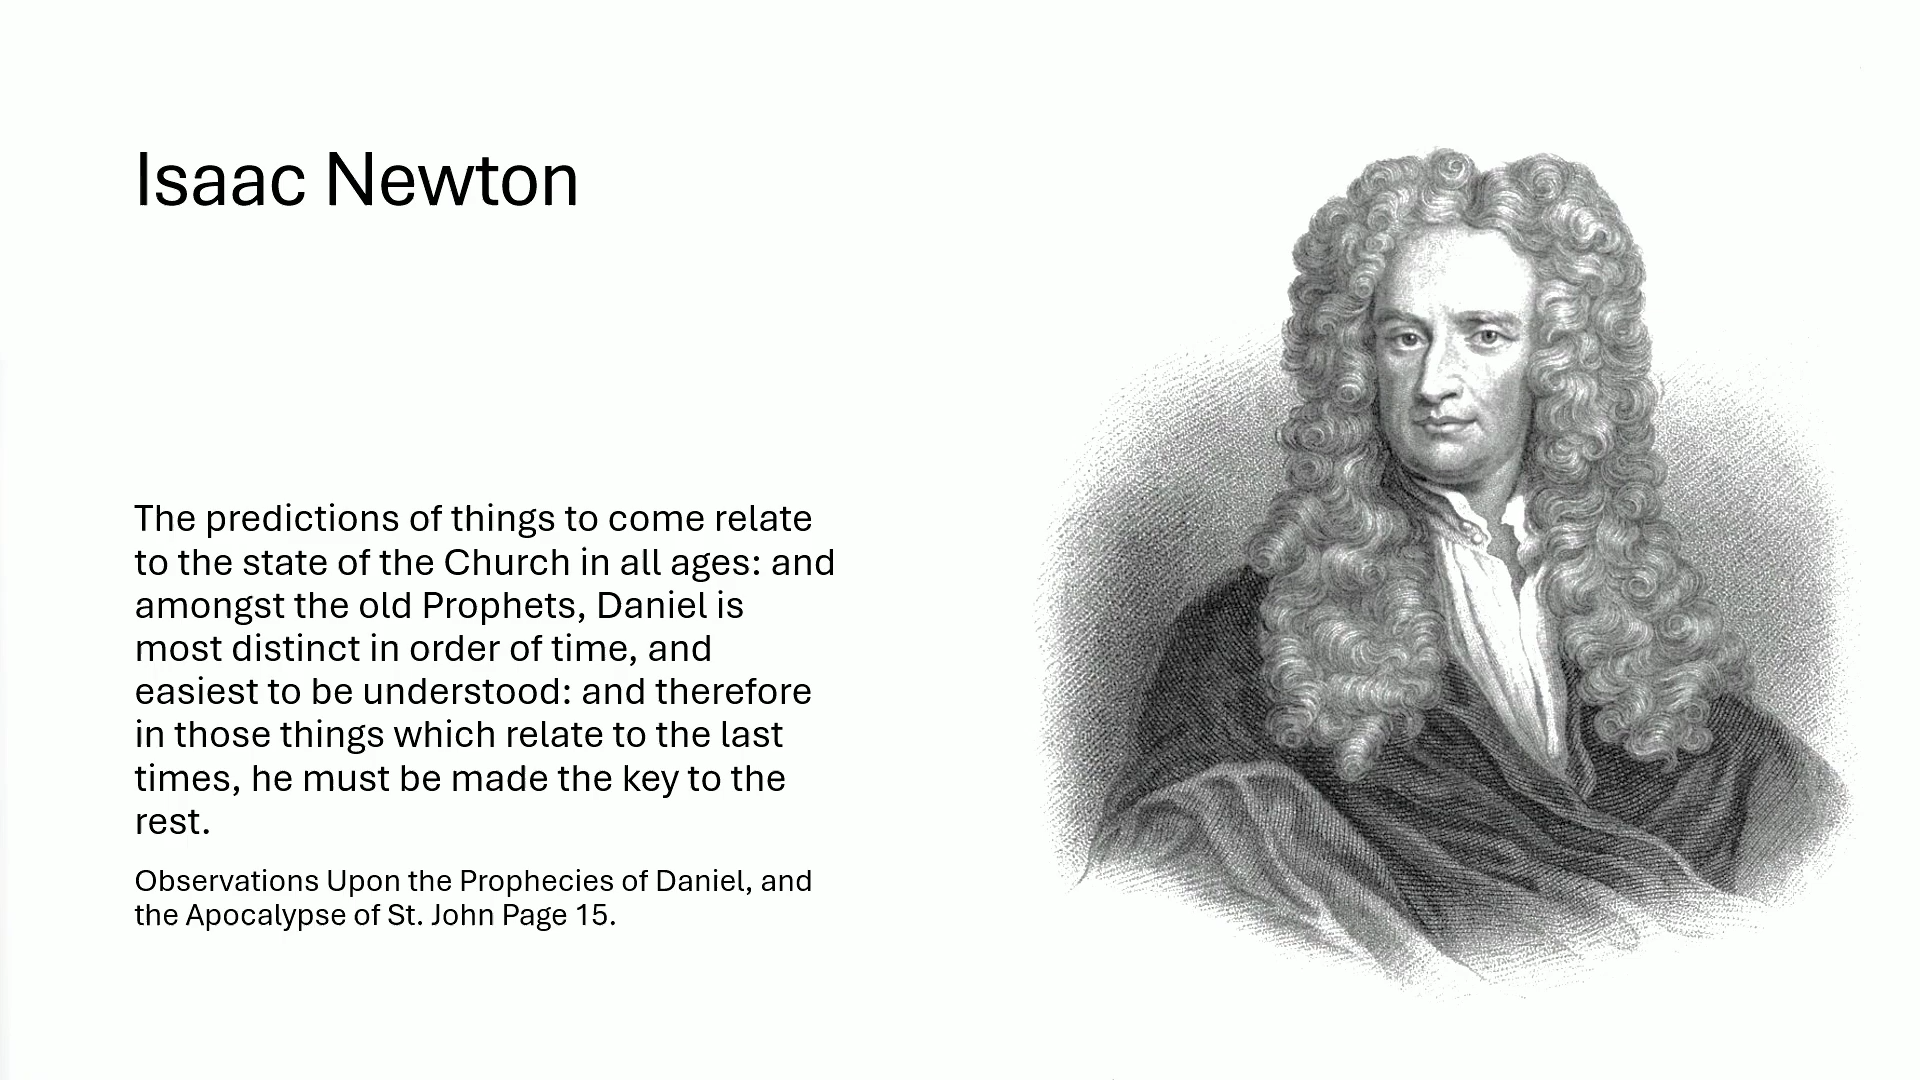 Isaac Newton
The predictions of things to come relate
to the state of the Church in all ages: and
amongst the old Prophets, Daniel is
most distinct in order of time, and
easiest to be understood: and therefore
in those things which relate to the last
times, he must be made the key to the
rest.
Observations Upon the Prophecies of Daniel, and
the Apocalypse of St. John Page 15.